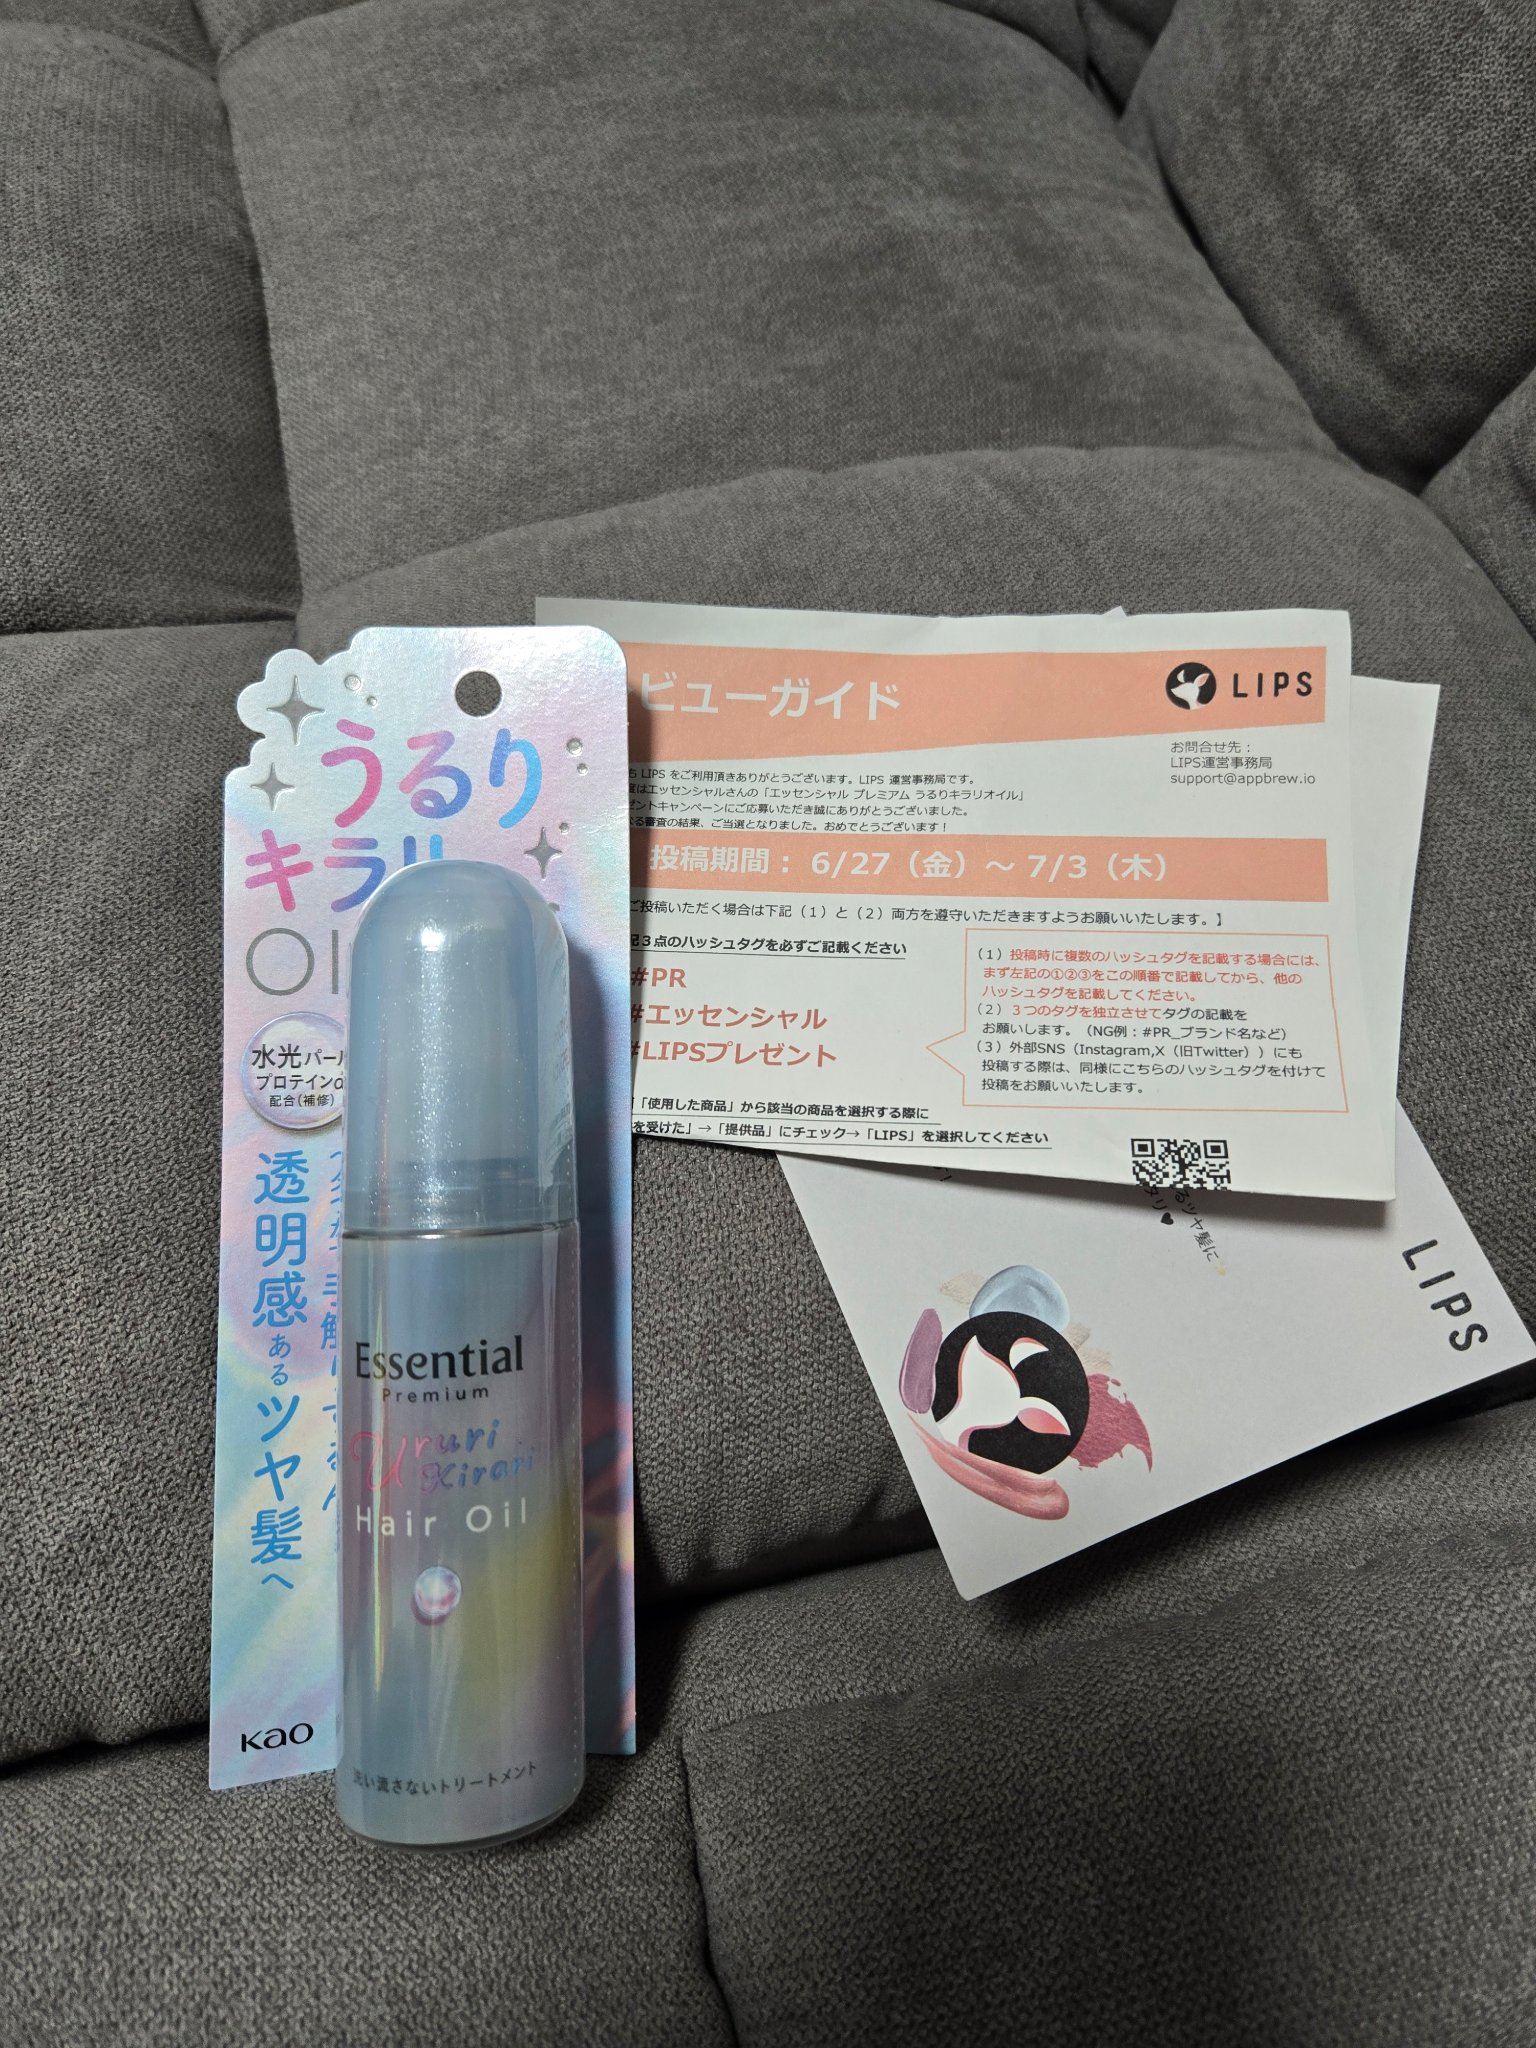 うるり
キラリ
水光パール
プロテインα
配合(補修)
透明感あるツヤ髪へ
Essential
Premium
Ururi
Kirari
Hair Oil
Kao
洗い流さないトリートメント
ビューガイド
LIPS
お問合せ先：
LIPS運営事務局
support@appbrew.io
LIPS をご利用頂きありがとうございます。LIPS 運営事務局です。
はエッセンシャルさんの「エッセンシャル プレミアム うるりキラリオイル」
ゼントキャンペーンにご応募いただき誠にありがとうございました。
る審査の結果、ご当選となりました。おめでとうございます！
投稿期間： 6/27（金）～ 7/3（木）
ご投稿いただく場合は下記（1）と（2）両方を遵守いただきますようお願いいたします。】
記３点のハッシュタグを必ずご記載ください
#PR
#エッセンシャル
#LIPSプレゼント
（1）投稿時に複数のハッシュタグを記載する場合には、
まず左記の①②③をこの順番で記載してから、他の
ハッシュタグを記載してください。
（2）３つのタグを独立させてタグの記載を
お願いします。（NG例：#PR_ブランド名など）
（3）外部SNS（Instagram,X（旧Twitter））にも
投稿する際は、同様にこちらのハッシュタグを付けて
投稿をお願いいたします。
「使用した商品」から該当の商品を選択する際に
を受けた」→「提供品」にチェック→「LIPS」を選択してください
るツヤ髪に
タリ♥
LIPS